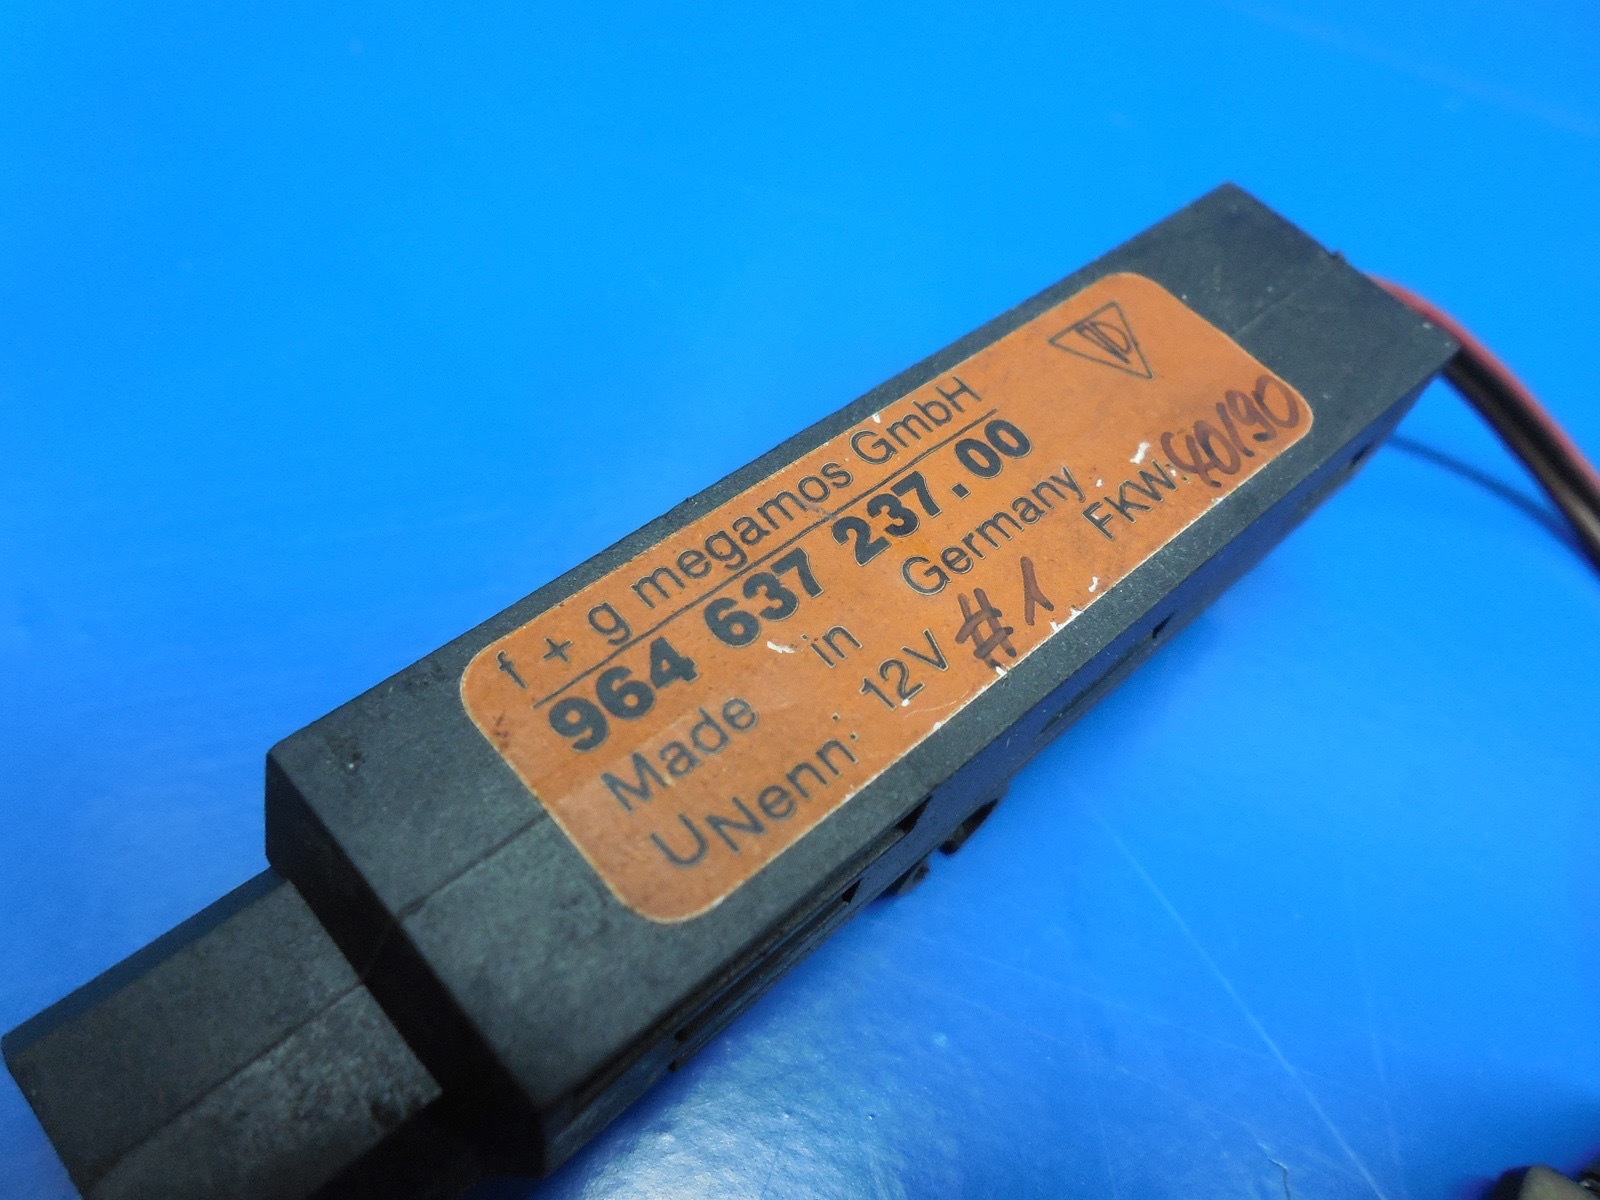 f + g megamos GmbH
964 637 237.00
Made in Germany
UNenn: 12V #1 FKW: 40/90